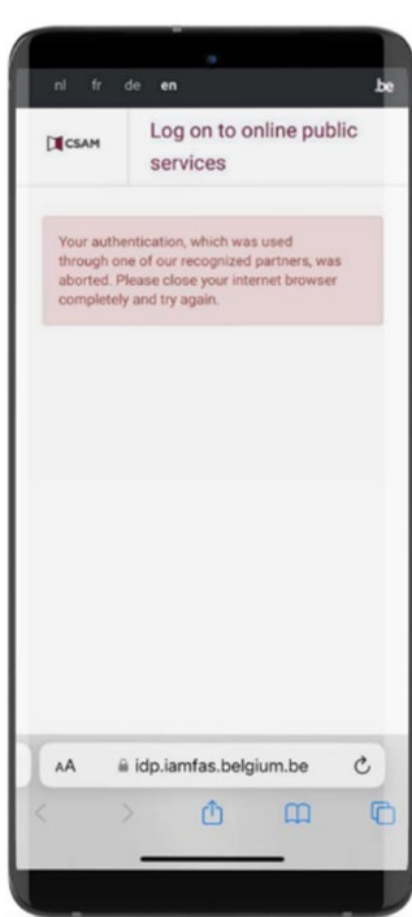 nl fr de en .be
CSAM
Log on to online public
services
Your authentication, which was used
through one of our recognized partners, was
aborted. Please close your internet browser
completely and try again.
AA idp.iamfas.belgium.be